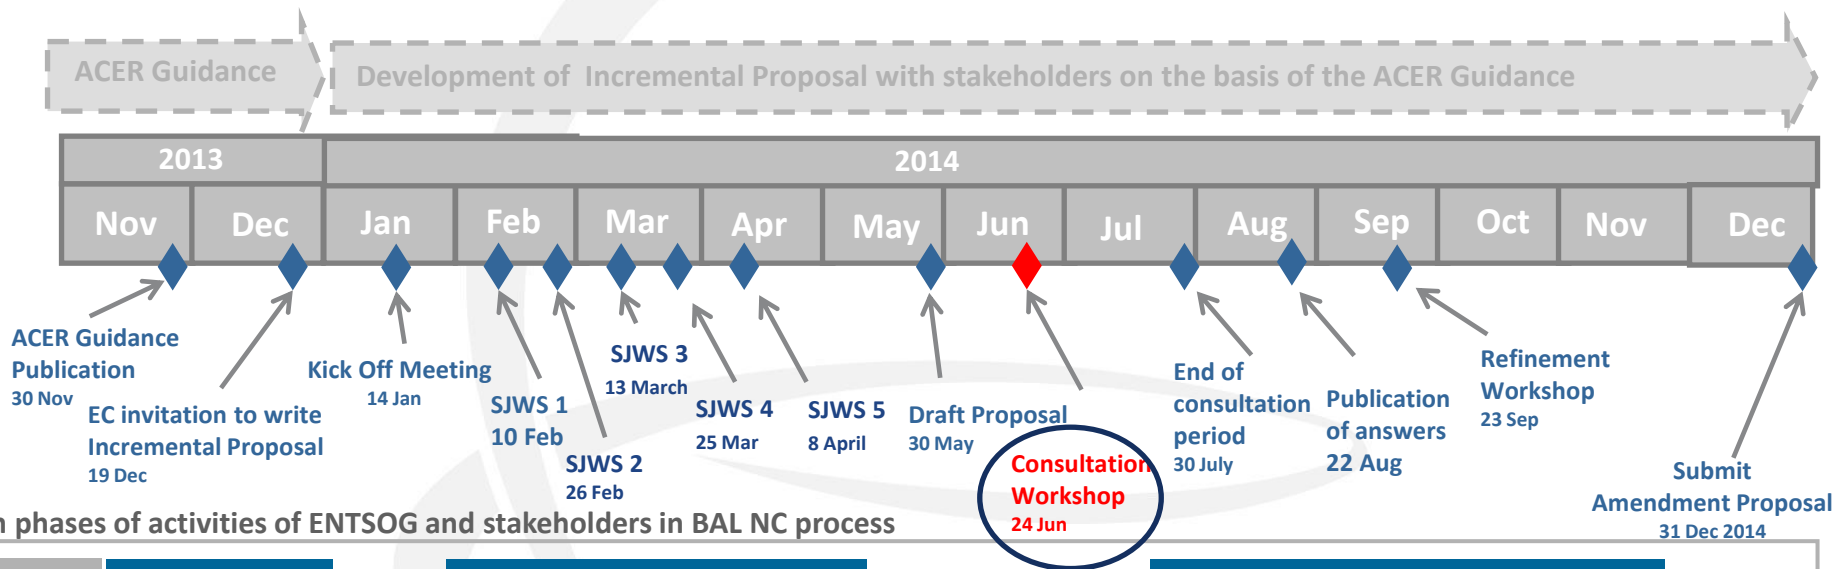 ACER Guidance
Development of Incremental Proposal with stakeholders on the basis of the ACER Guidance
2013
2014
Nov
Dec
Jan
Feb
Mar
Apr
May
Jun
Jul
Aug
Sep
Oct
Nov
Dec
ACER Guidance
Publication
30 Nov
EC invitation to write
Incremental Proposal
19 Dec
Kick Off Meeting
14 Jan
SJWS 1
10 Feb
SJWS 2
26 Feb
SJWS 3
13 March
SJWS 4
25 Mar
SJWS 5
8 April
Draft Proposal
30 May
Consultation
Workshop
24 Jun
End of
consultation
period
30 July
Publication
of answers
22 Aug
Refinement
Workshop
23 Sep
Submit
Amendment Proposal
31 Dec 2014
phases of activities of ENTSOG and stakeholders in BAL NC process